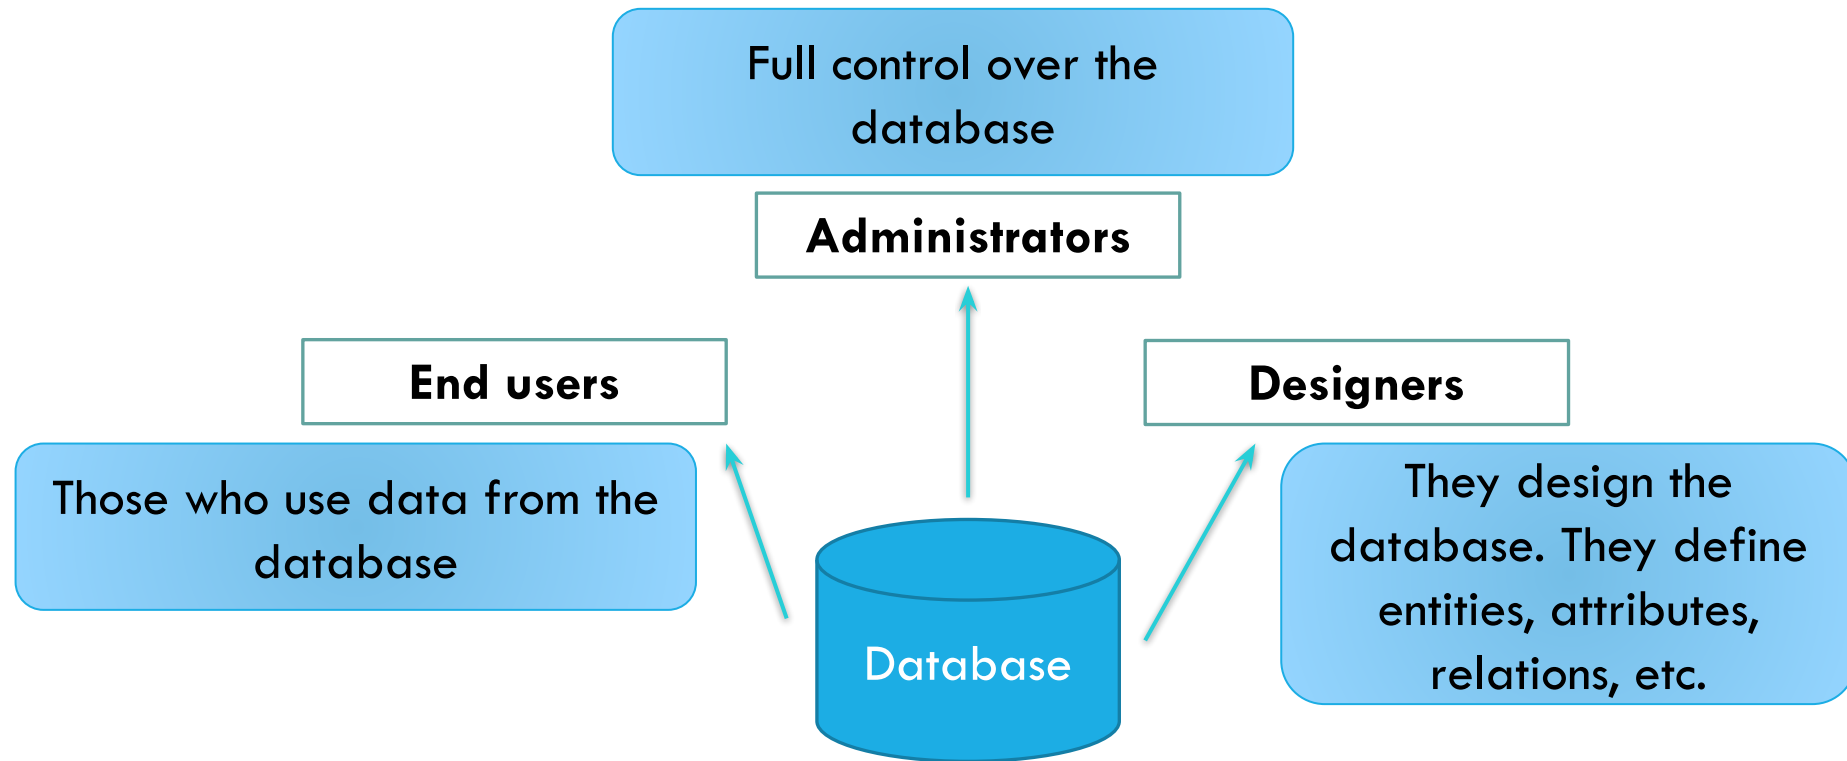 Full control over the
database
Administrators
End users
Designers
Those who use data from the
database
They design the
database. They define
entities, attributes,
relations, etc.
Database